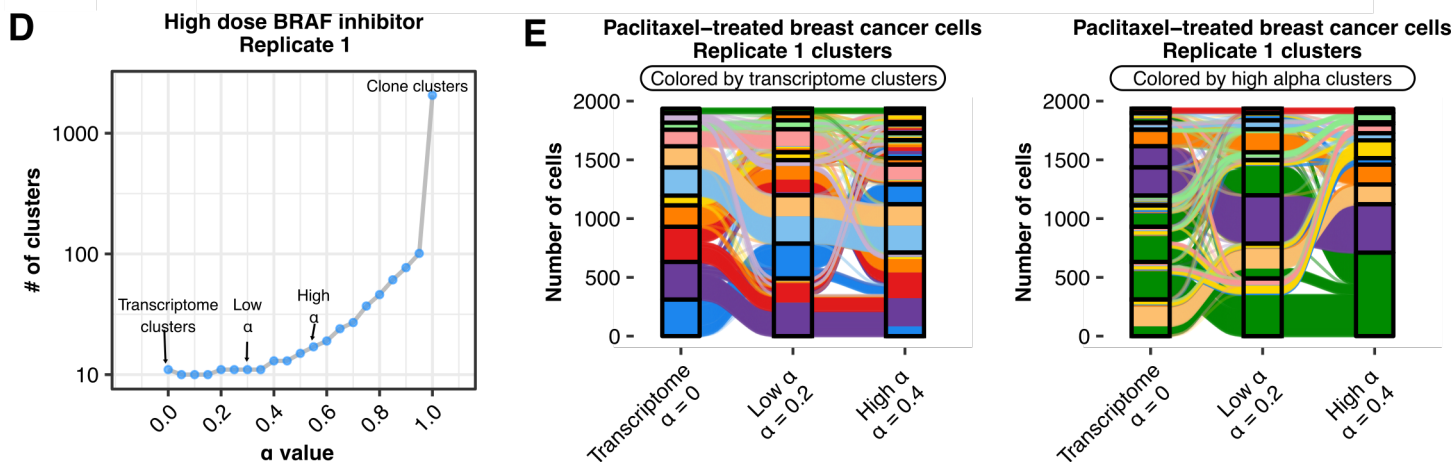 D
High dose BRAF inhibitor
Replicate 1
# of clusters
1000
100
10
Clone clusters
Transcriptome
clusters
Low
α
High
α
0.0
0.2
0.4
0.6
0.8
1.0
α value
E
Paclitaxel−treated breast cancer cells
Replicate 1 clusters
Colored by transcriptome clusters
Number of cells
2000
1500
1000
500
0
Transcriptome
α = 0
Low α
α = 0.2
High α
α = 0.4
Paclitaxel−treated breast cancer cells
Replicate 1 clusters
Colored by high alpha clusters
Number of cells
2000
1500
1000
500
0
Transcriptome
α = 0
Low α
α = 0.2
High α
α = 0.4